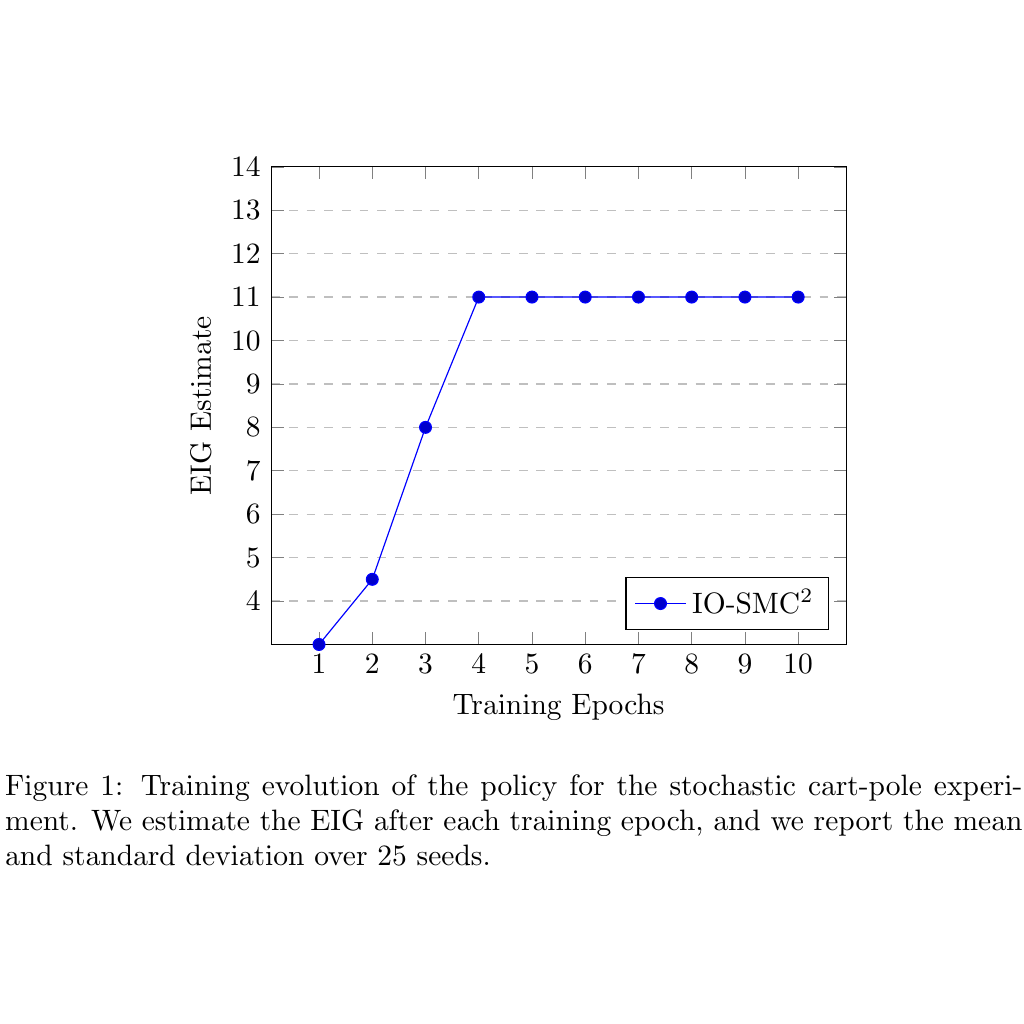 14
13
12
11
10
9
8
7
6
5
4
EIG Estimate
IO-SMC²
1 2 3 4 5 6 7 8 9 10
Training Epochs
Figure 1: Training evolution of the policy for the stochastic cart-pole experi-
ment. We estimate the EIG after each training epoch, and we report the mean
and standard deviation over 25 seeds.